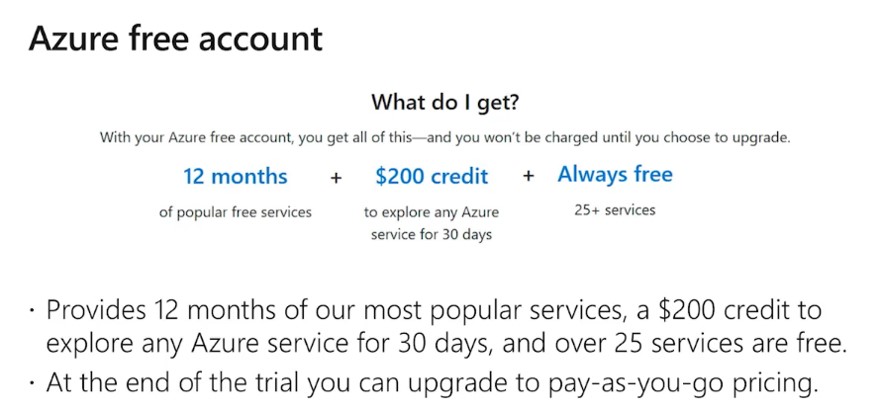 Azure free account
What do I get?
With your Azure free account, you get all of this—and you won't be charged until you choose to upgrade.
12 months + $200 credit + Always free
of popular free services to explore any Azure 25+ services
service for 30 days
· Provides 12 months of our most popular services, a $200 credit to
explore any Azure service for 30 days, and over 25 services are free.
· At the end of the trial you can upgrade to pay-as-you-go pricing.